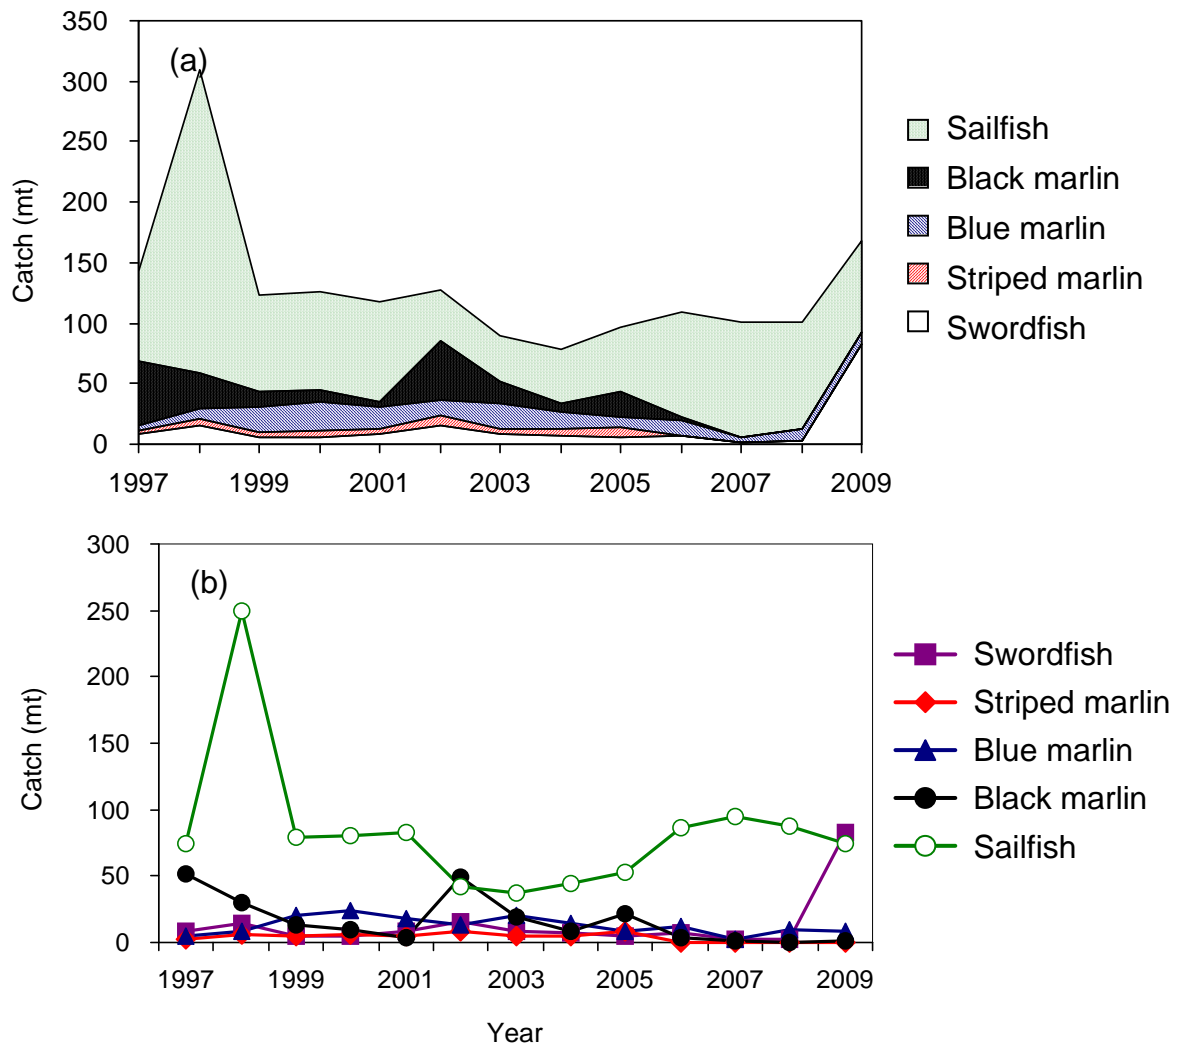 350
300
250
200
150
100
50
0
Catch (mt)
(a)
1997 1999 2001 2003 2005 2007 2009
Sailfish
Black marlin
Blue marlin
Striped marlin
Swordfish
300
250
200
150
100
50
0
Catch (mt)
(b)
1997 1999 2001 2003 2005 2007 2009
Year
Swordfish
Striped marlin
Blue marlin
Black marlin
Sailfish